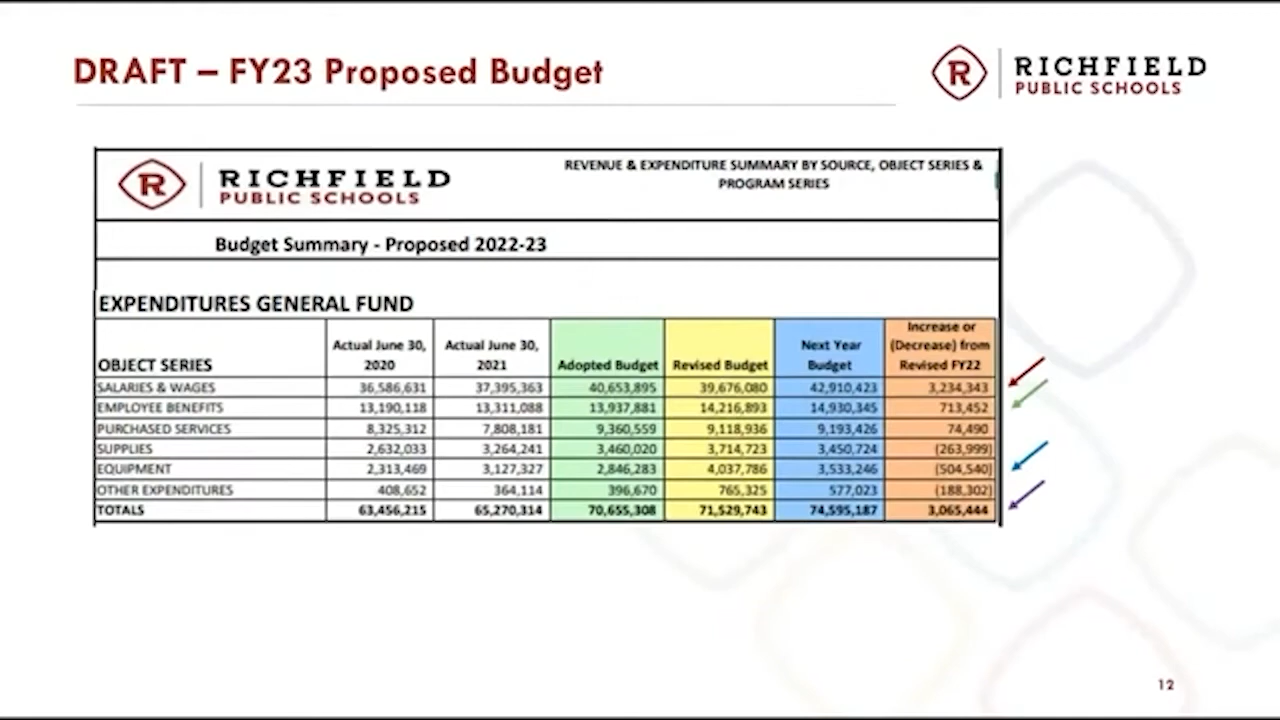 DRAFT – FY23 Proposed Budget
R RICHFIELD
PUBLIC SCHOOLS
R RICHFIELD
PUBLIC SCHOOLS
REVENUE & EXPENDITURE SUMMARY BY SOURCE, OBJECT SERIES &
PROGRAM SERIES
Budget Summary - Proposed 2022-23
EXPENDITURES GENERAL FUND
OBJECT SERIES Actual June 30, 2020 Actual June 30, 2021 Adopted Budget Revised Budget Next Year Budget Increase or (Decrease) from Revised FY22
SALARIES & WAGES 36,586,631 37,395,363 40,653,895 39,676,080 42,910,423 3,234,343
EMPLOYEE BENEFITS 13,190,118 13,311,088 13,937,881 14,216,893 14,930,345 713,452
PURCHASED SERVICES 8,325,312 7,808,181 9,360,559 9,118,936 9,193,426 74,490
SUPPLIES 2,632,033 3,264,241 3,460,020 3,714,723 3,450,724 (263,999)
EQUIPMENT 2,313,469 3,127,327 2,846,283 4,037,786 3,533,246 (504,540)
OTHER EXPENDITURES 408,652 364,114 396,670 765,325 577,023 (188,302)
TOTALS 63,456,215 65,270,314 70,655,308 71,529,743 74,595,187 3,065,444
12